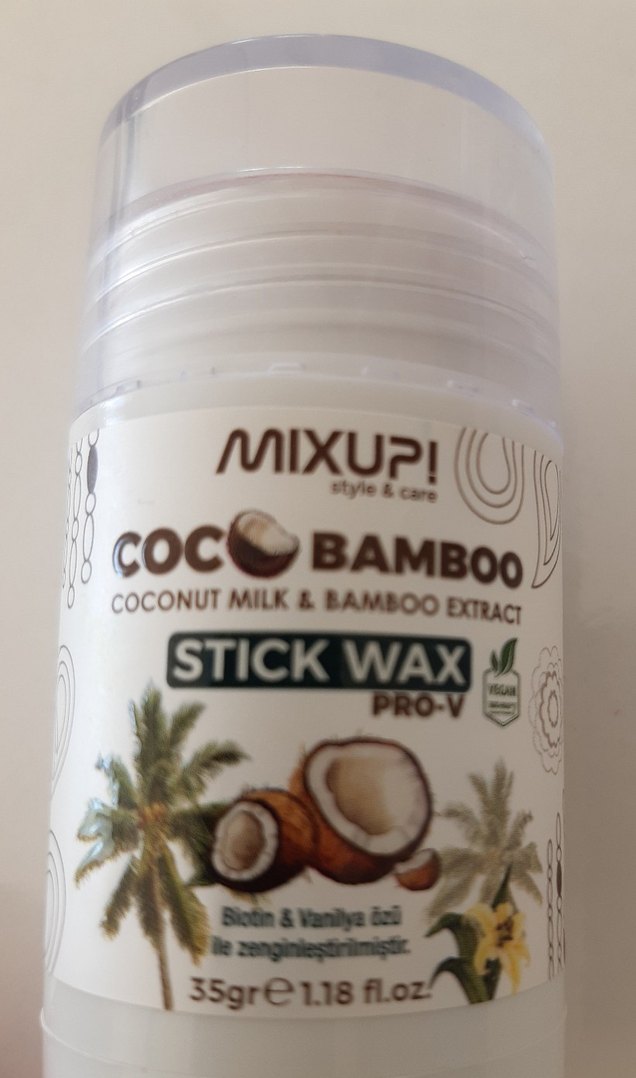 MIXUP!
style & care
COCO BAMBOO
COCONUT MILK & BAMBOO EXTRACT
STICK WAX
PRO-V
VEGAN
Biotin & Vanilya özü
ile zenginleştirilmiştir.
35gr℮1.18 fl.oz.